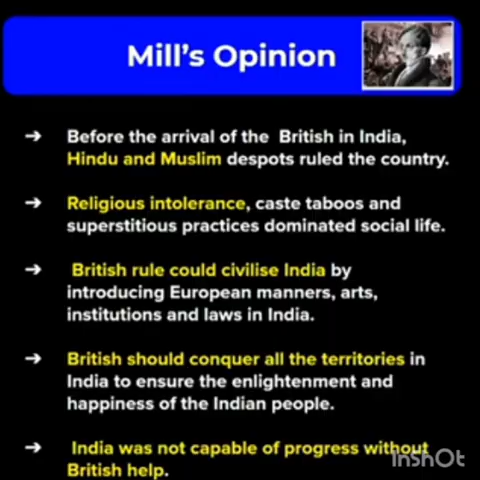 Mill's Opinion
➔ Before the arrival of the British in India,
Hindu and Muslim despots ruled the country.
➔ Religious intolerance, caste taboos and
superstitious practices dominated social life.
➔ British rule could civilise India by
introducing European manners, arts,
institutions and laws in India.
➔ British should conquer all the territories in
India to ensure the enlightenment and
happiness of the Indian people.
➔ India was not capable of progress without
British help.
InShOt